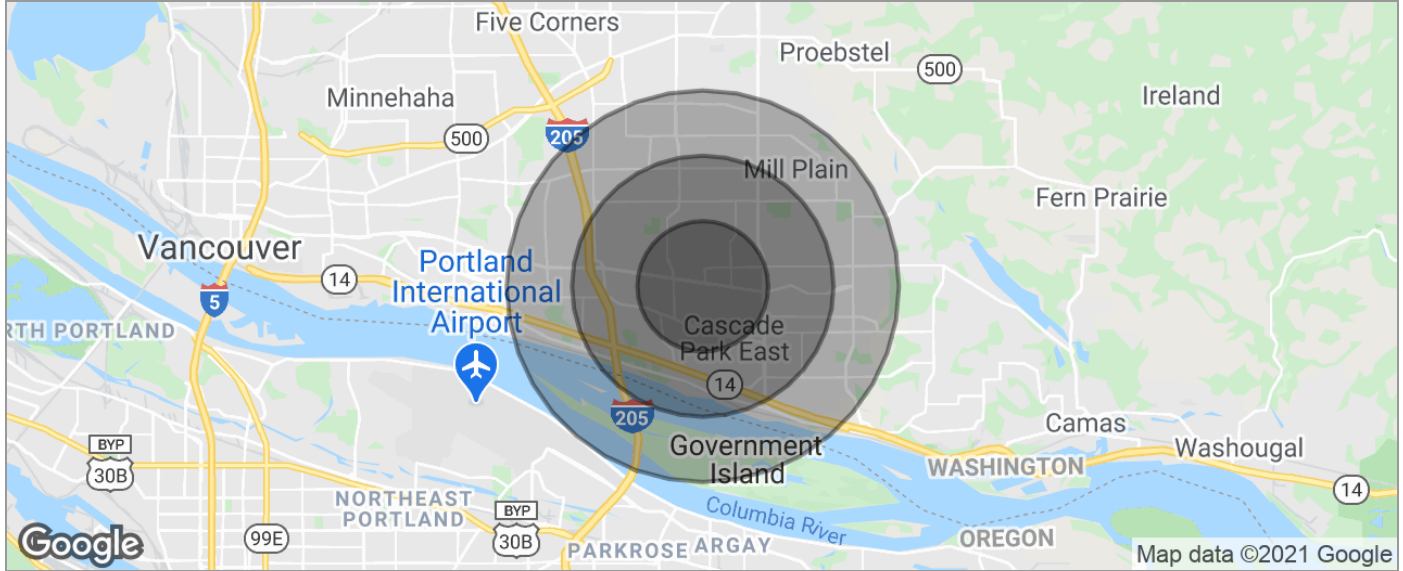 Five Corners
Proebstel
500
Minnehaha
Ireland
500
205
Mill Plain
Fern Prairie
Vancouver
Portland
International
Airport
14
5
RTH PORTLAND
Cascade
Park East
14
205
Camas
Government
Island
Washougal
BYP
30B
WASHINGTON
14
NORTHEAST
PORTLAND
BYP
30B
Columbia River
99E
Google
PARKROSE
ARGAY
OREGON
Map data ©2021 Google